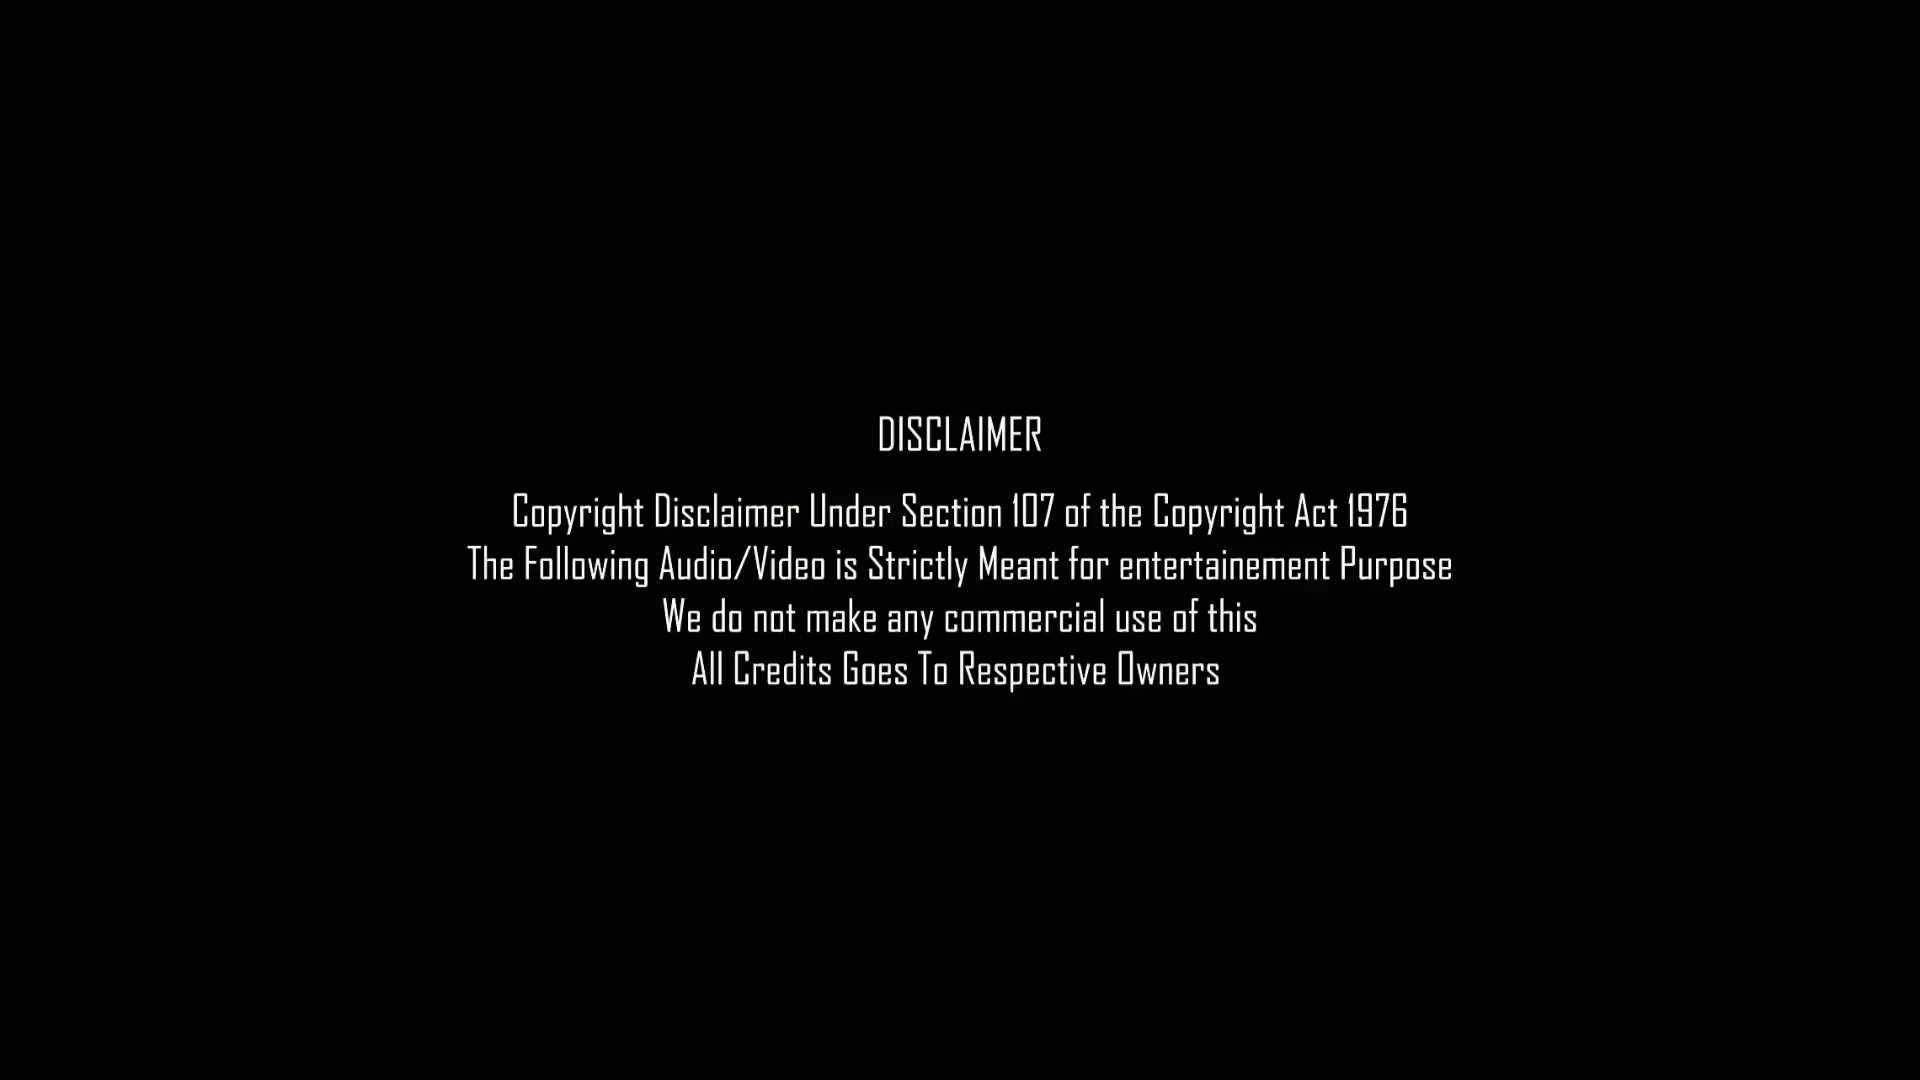 DISCLAIMER
Copyright Disclaimer Under Section 107 of the Copyright Act 1976
The Following Audio/Video is Strictly Meant for entertainement Purpose
We do not make any commercial use of this
All Credits Goes To Respective Owners